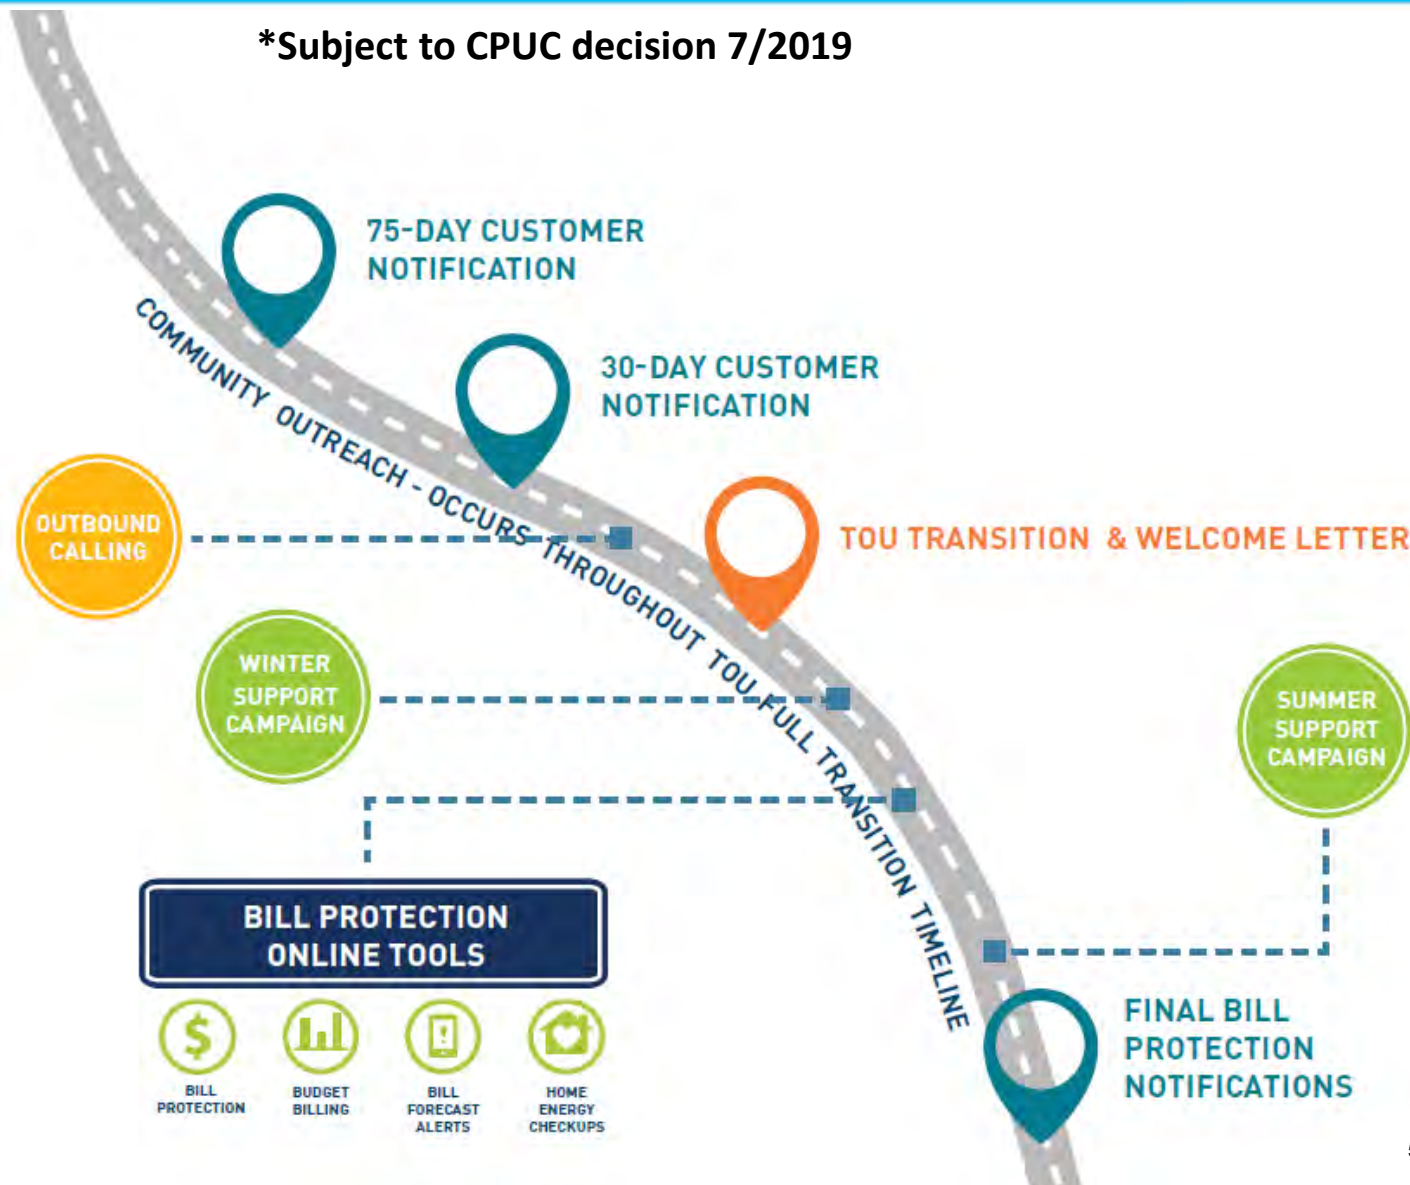 *Subject to CPUC decision 7/2019
75-DAY CUSTOMER
NOTIFICATION
30-DAY CUSTOMER
NOTIFICATION
COMMUNITY OUTREACH - OCCURS THROUGHOUT TOU FULL TRANSITION TIMELINE
OUTBOUND
CALLING
TOU TRANSITION & WELCOME LETTER
WINTER
SUPPORT
CAMPAIGN
SUMMER
SUPPORT
CAMPAIGN
BILL PROTECTION
ONLINE TOOLS
$
BILL
PROTECTION
BUDGET
BILLING
BILL
FORECAST
ALERTS
HOME
ENERGY
CHECKUPS
FINAL BILL
PROTECTION
NOTIFICATIONS